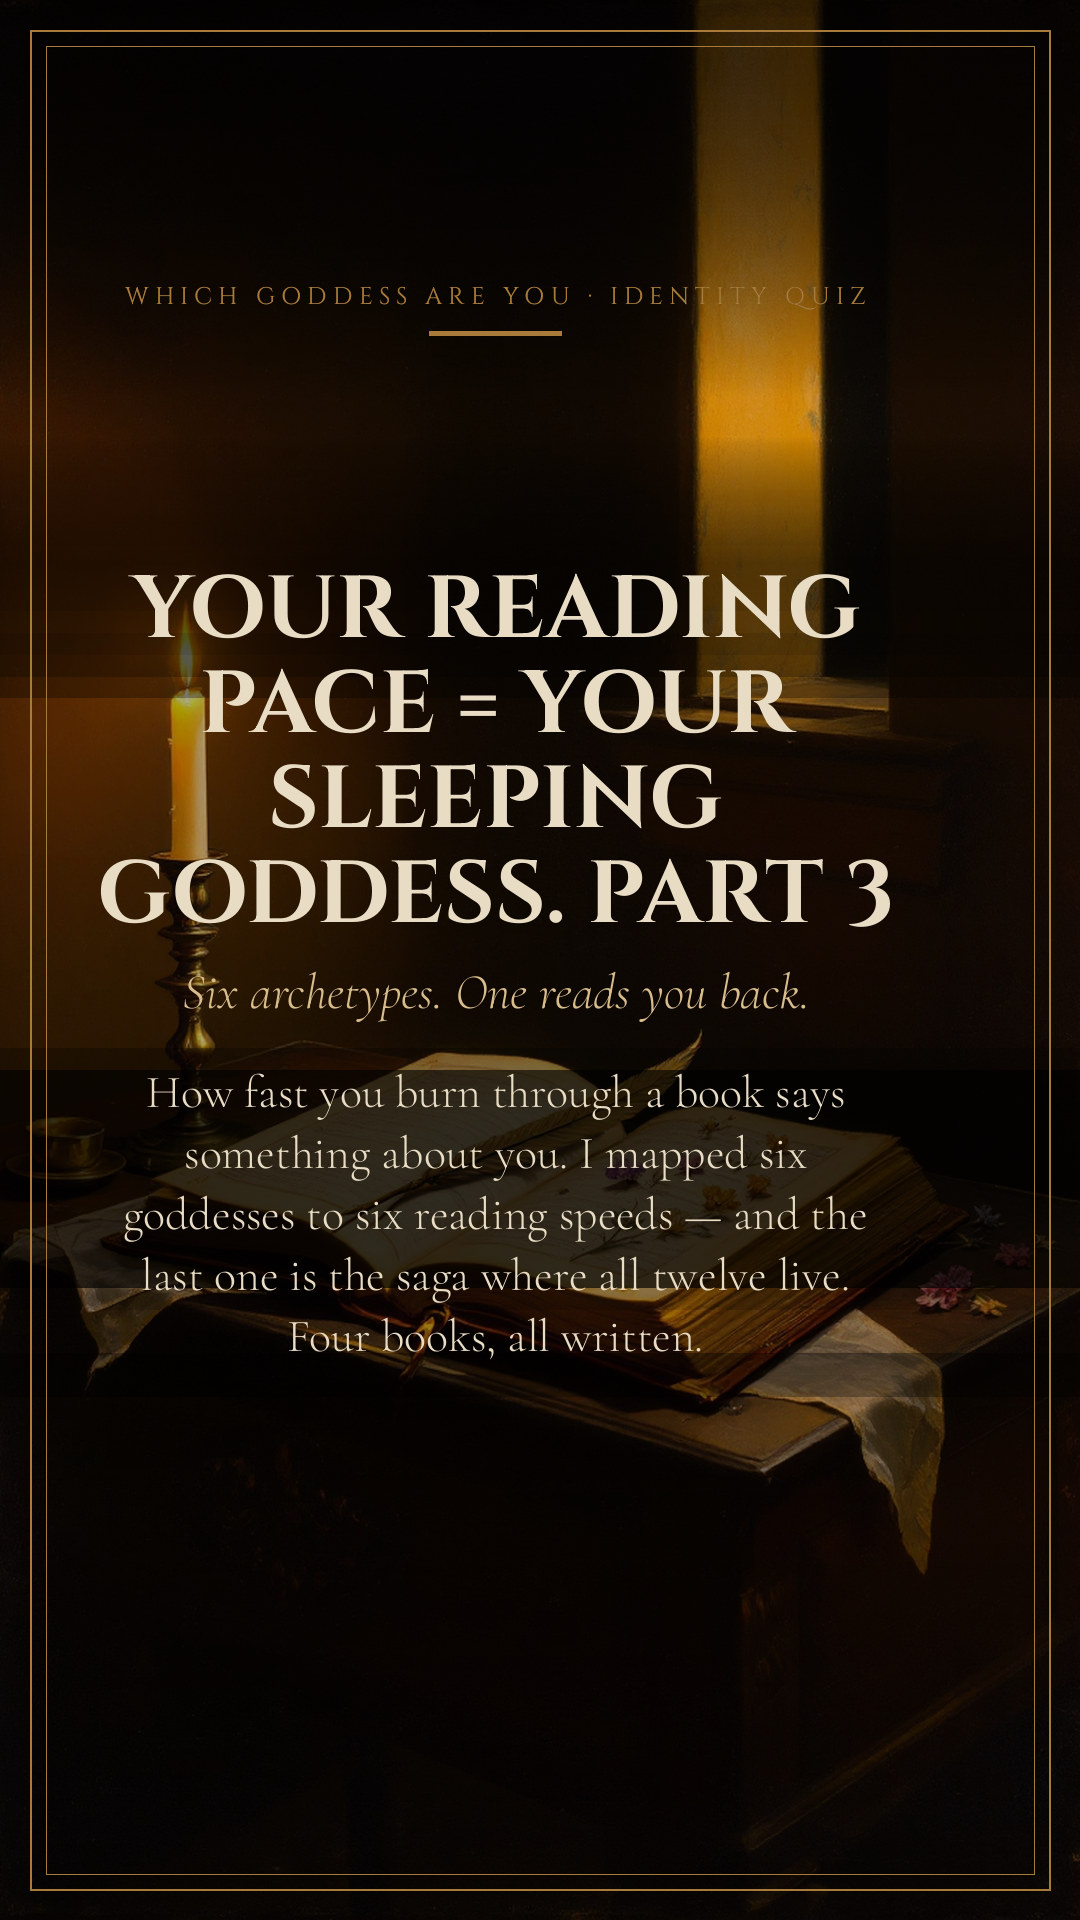 WHICH GODDESS ARE YOU · IDENTITY QUIZ
YOUR READING
PACE = YOUR
SLEEPING
GODDESS. PART 3
Six archetypes. One reads you back.
How fast you burn through a book says
something about you. I mapped six
goddesses to six reading speeds — and the
last one is the saga where all twelve live.
Four books, all written.